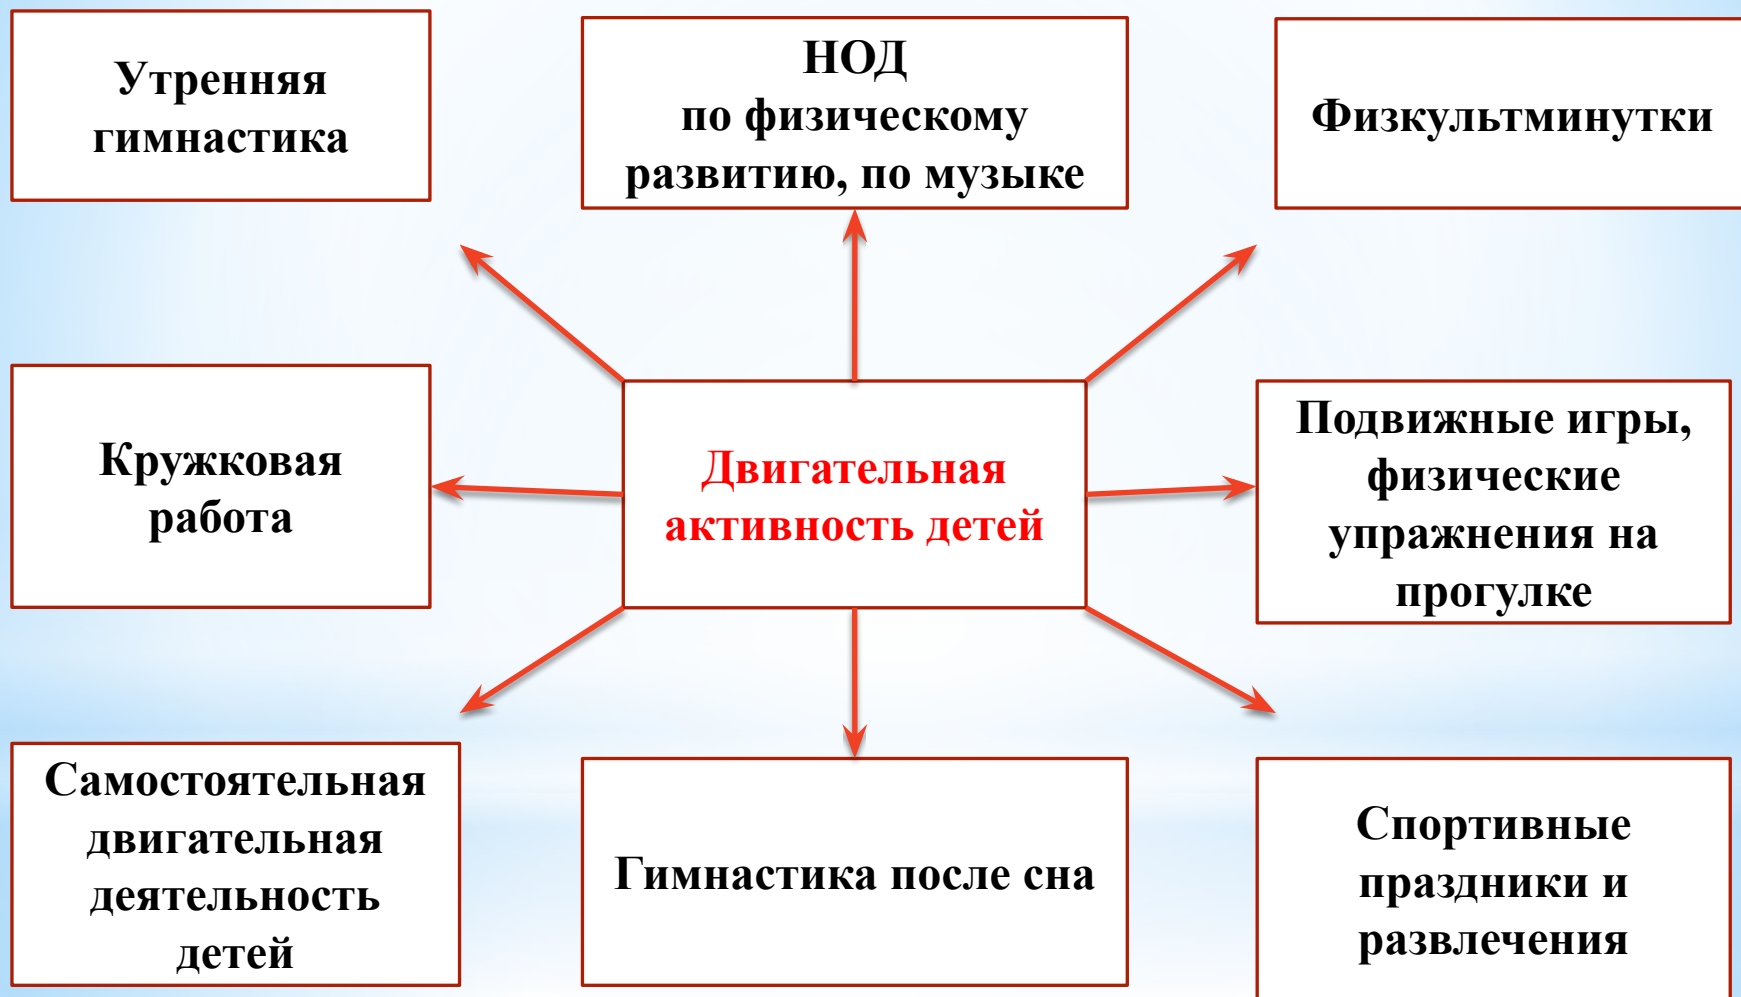 Утренняя
гимнастика
НОД
по физическому
развитию, по музыке
Физкультминутки
Кружковая
работа
Двигательная
активность детей
Подвижные игры,
физические
упражнения на
прогулке
Самостоятельная
двигательная
деятельность
детей
Гимнастика после сна
Спортивные
праздники и
развлечения